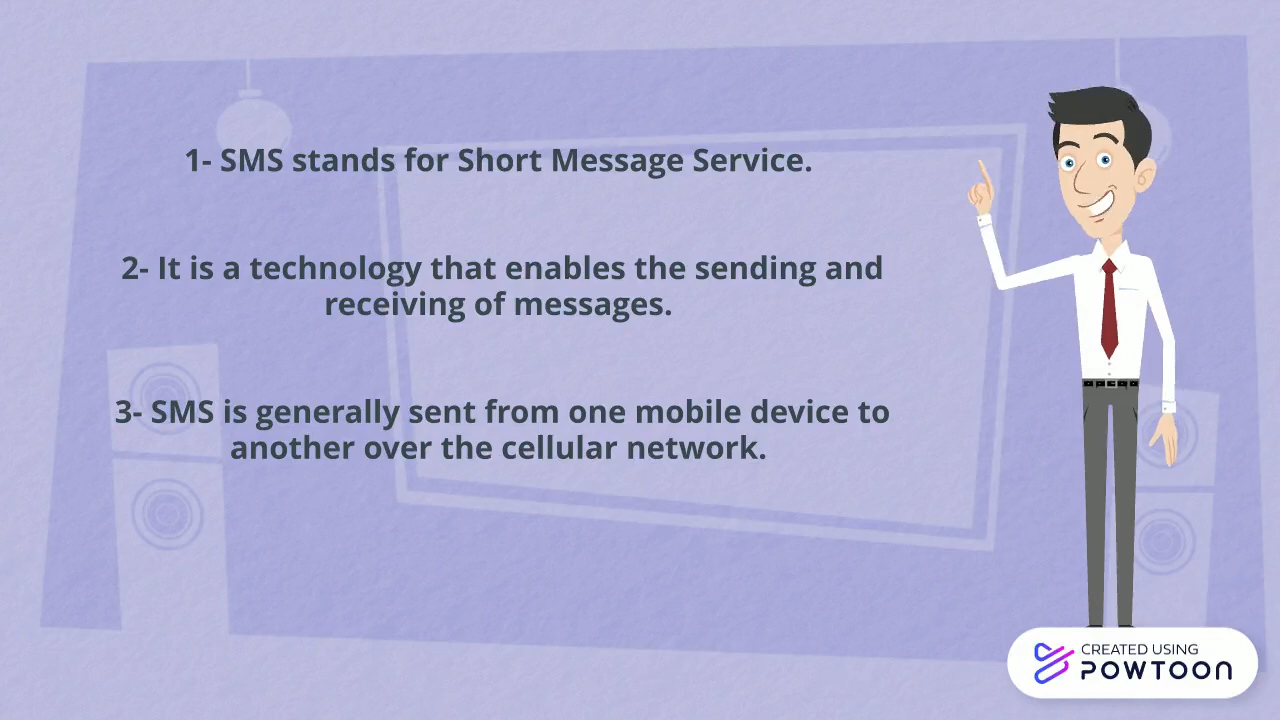 1- SMS stands for Short Message Service.
2- It is a technology that enables the sending and
receiving of messages.
3- SMS is generally sent from one mobile device to
another over the cellular network.
CREATED USING
POWTOON